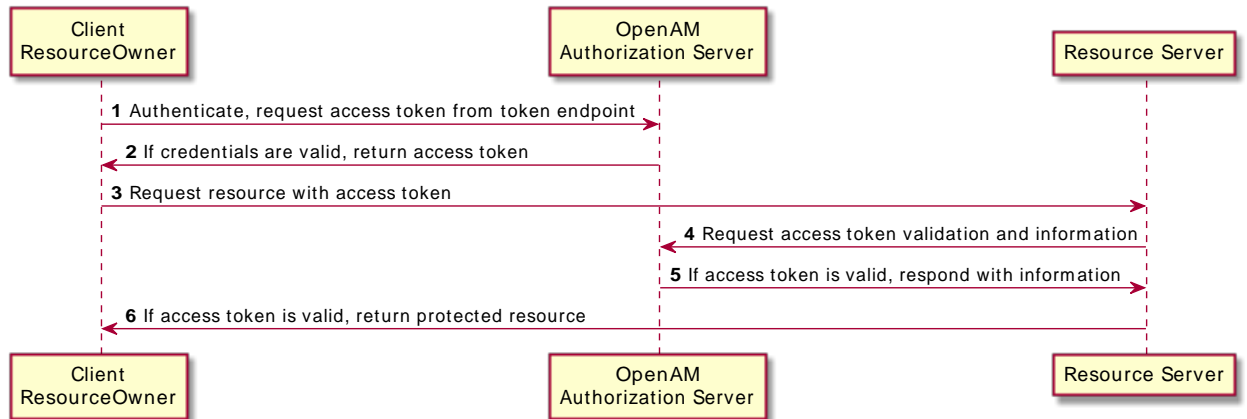 Client
ResourceOwner
OpenAM
Authorization Server
Resource Server
1 Authenticate, request access token from token endpoint
2 If credentials are valid, return access token
3 Request resource with access token
4 Request access token validation and information
5 If access token is valid, respond with information
6 If access token is valid, return protected resource
Client
ResourceOwner
OpenAM
Authorization Server
Resource Server